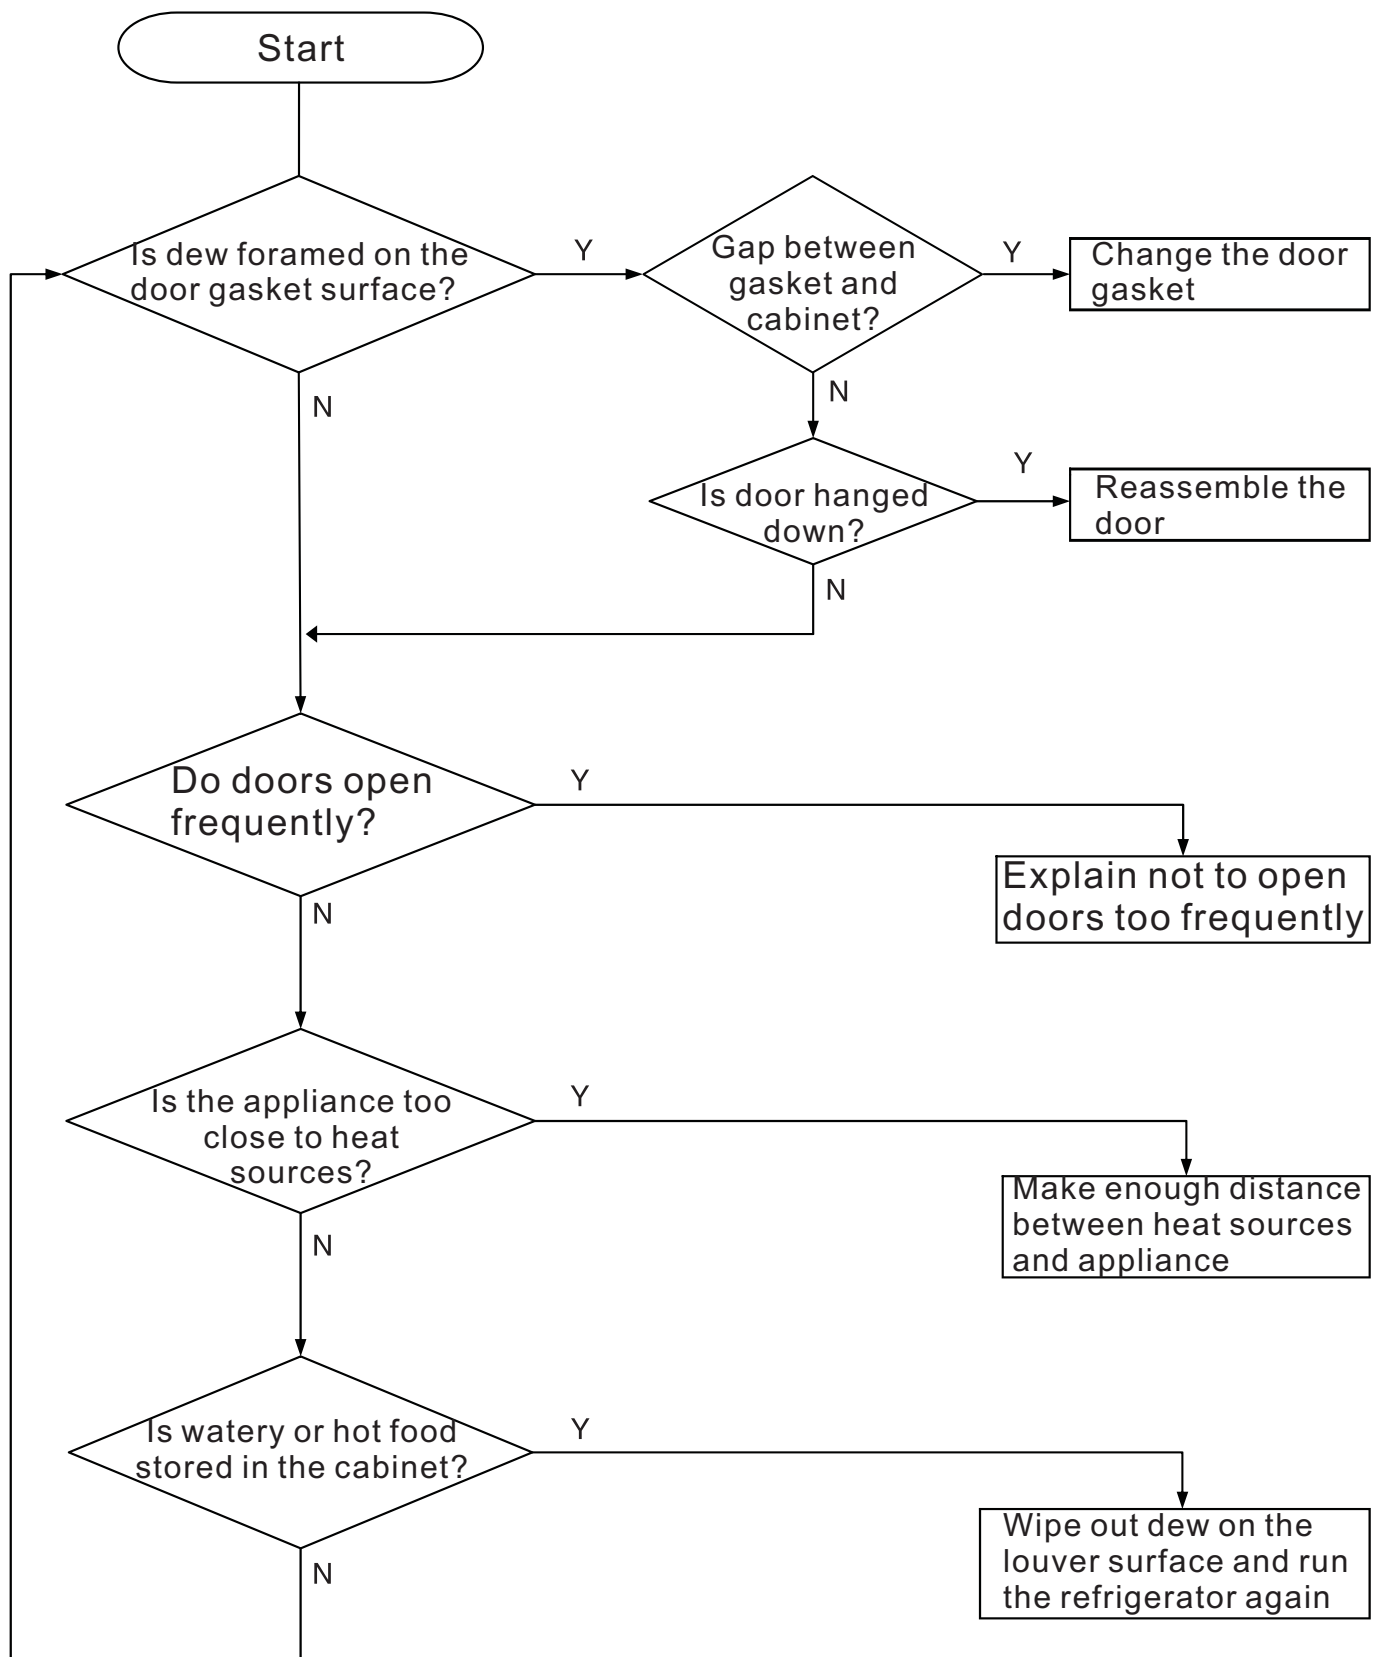 Start
Is dew foramed on the
door gasket surface?
Y
Gap between
gasket and
cabinet?
Y
Change the door
gasket
N
N
Is door hanged
down?
Y
Reassemble the
door
N
Do doors open
frequently?
Y
Explain not to open
doors too frequently
N
Is the appliance too
close to heat
sources?
Y
Make enough distance
between heat sources
and appliance
N
Is watery or hot food
stored in the cabinet?
Y
Wipe out dew on the
louver surface and run
the refrigerator again
N